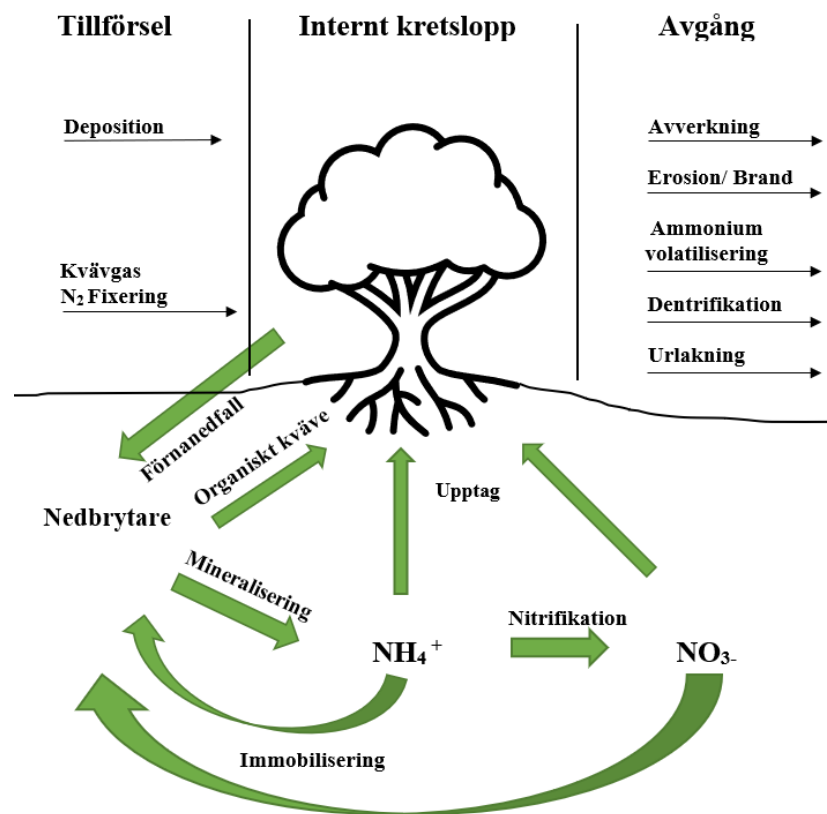 Tillförsel
Internt kretslopp
Avgång
Deposition
Kvävgas
N₂ Fixering
Avverkning
Erosion/ Brand
Ammonium
volatilisering
Dentrifikation
Urlakning
Förnanedfall
Organiskt kväve
Upptag
Nedbrytare
Mineralisering
Nitrifikation
NH₄⁺
NO₃₋
Immobilisering